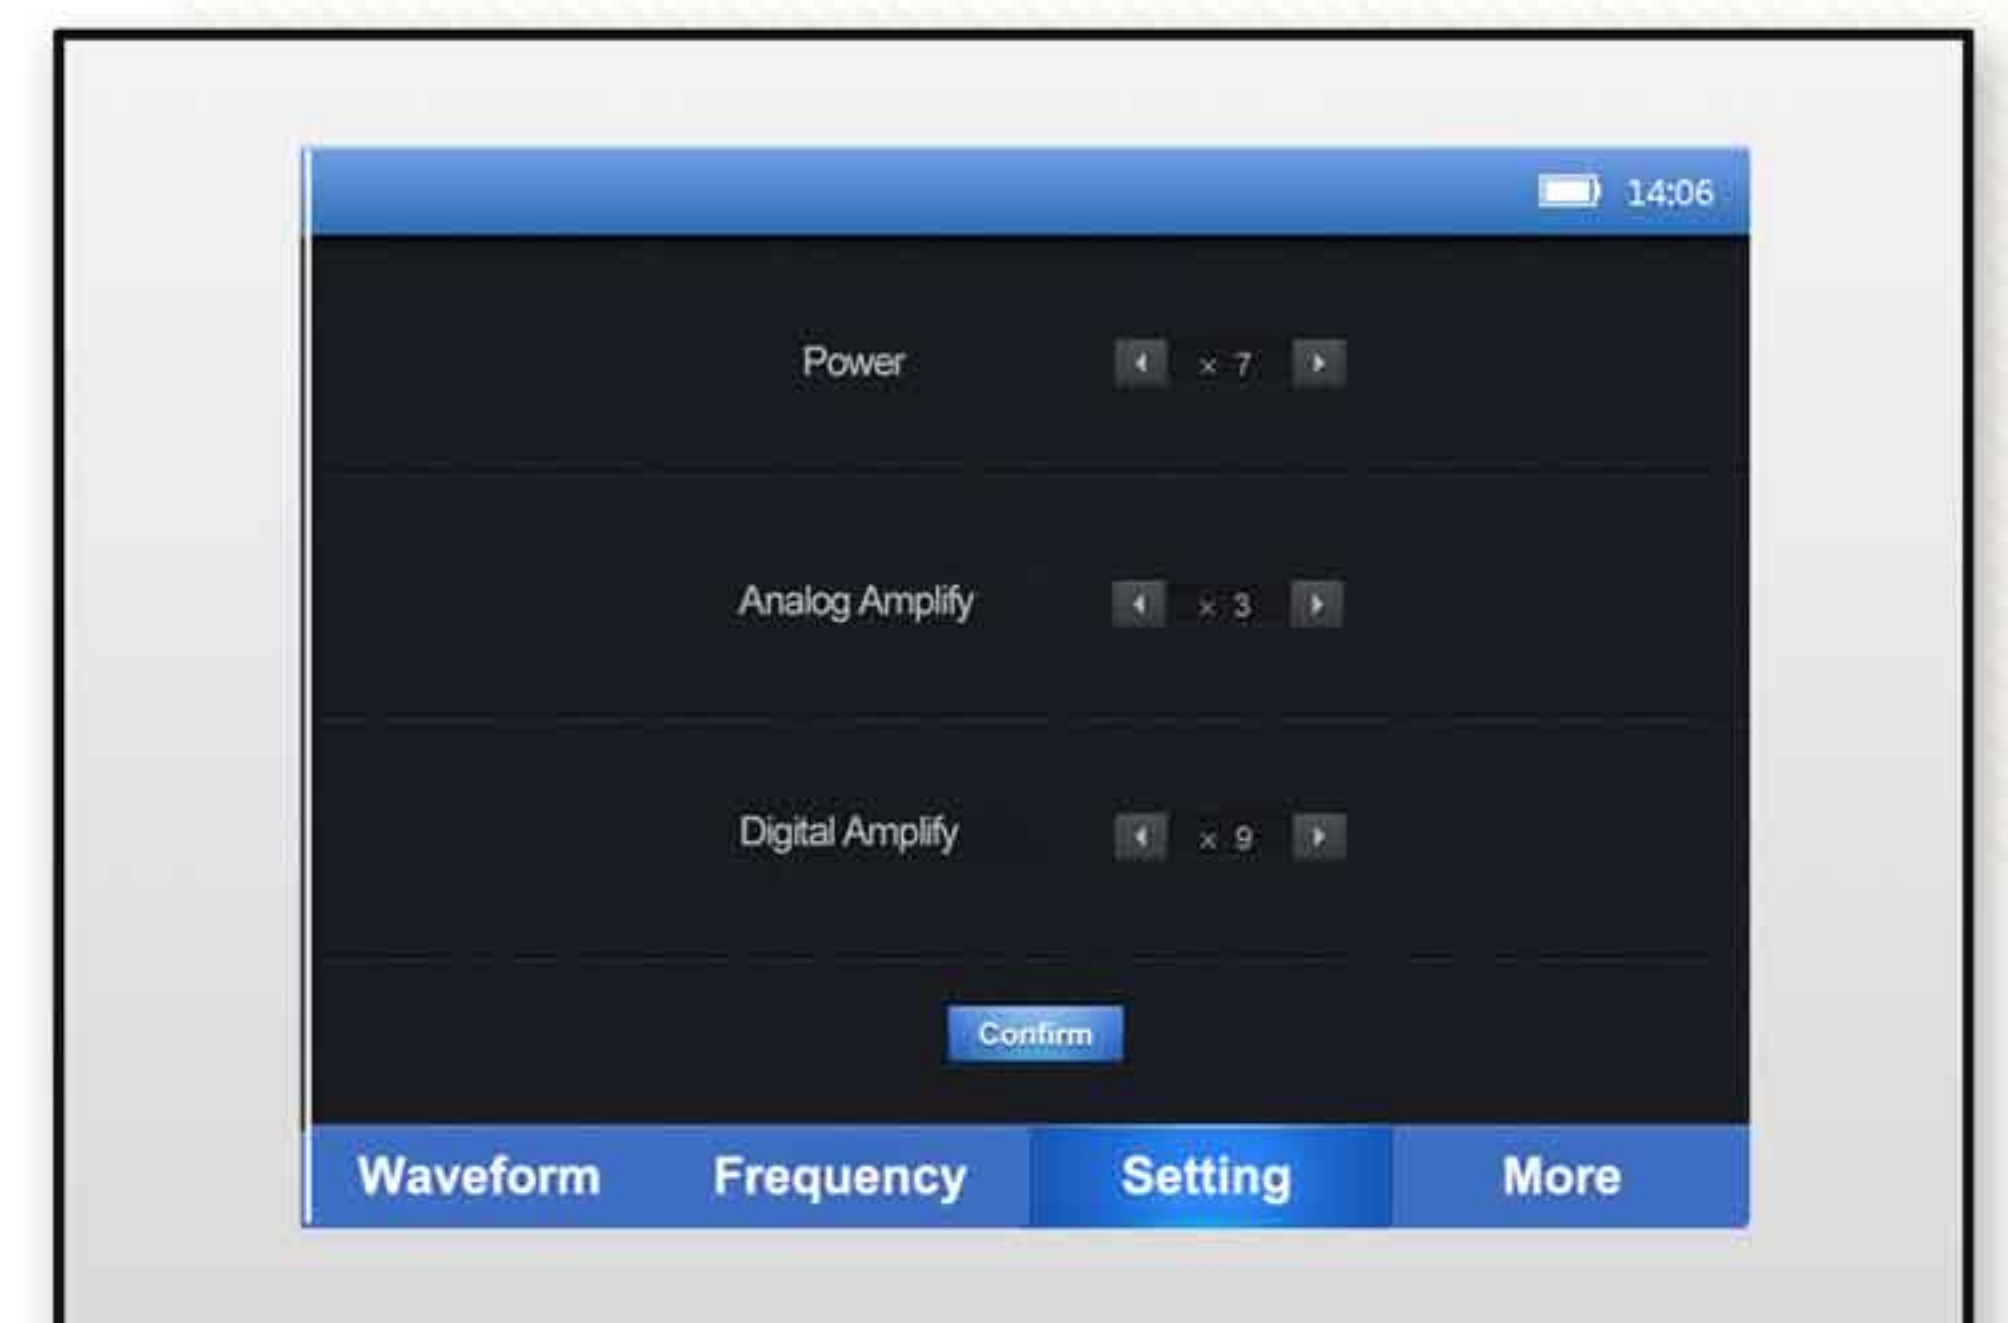 14:06
Power × 7
Analog Amplify × 3
Digital Amplify × 9
Confirm
Waveform Frequency Setting More